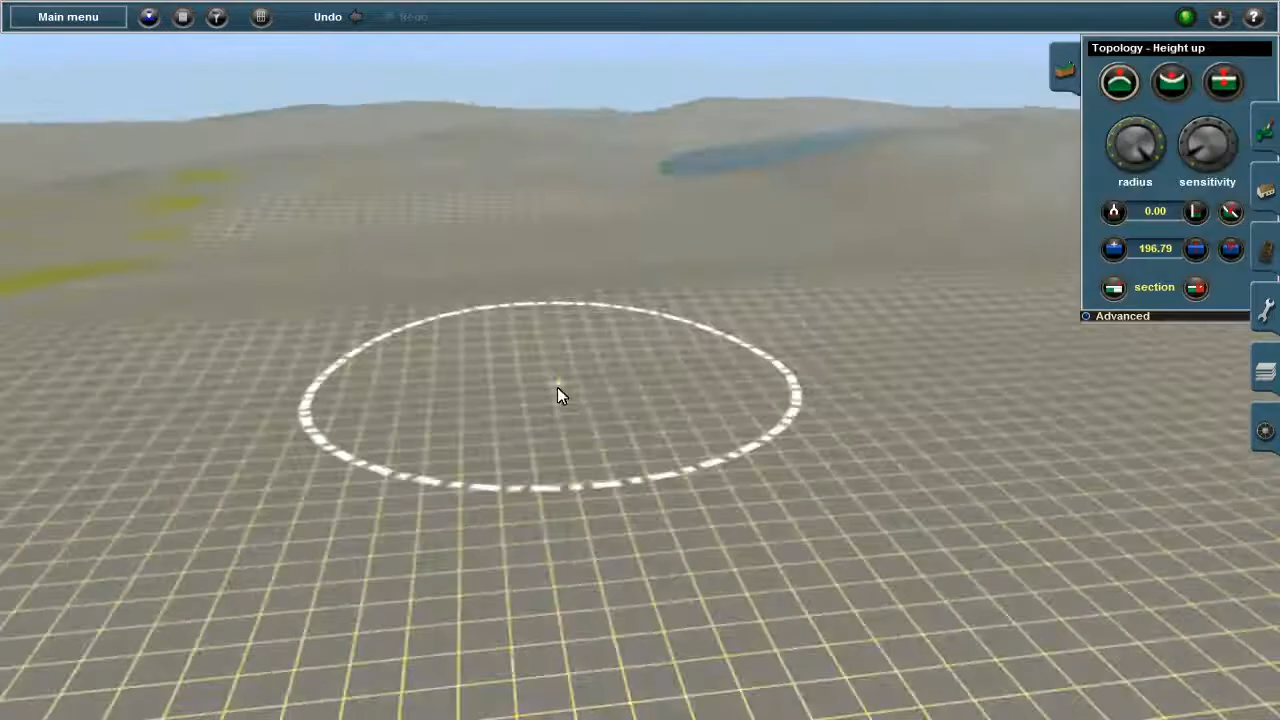 Main menu
Undo
Redo
?
Topology - Height up
radius
sensitivity
0.00
196.79
section
Advanced